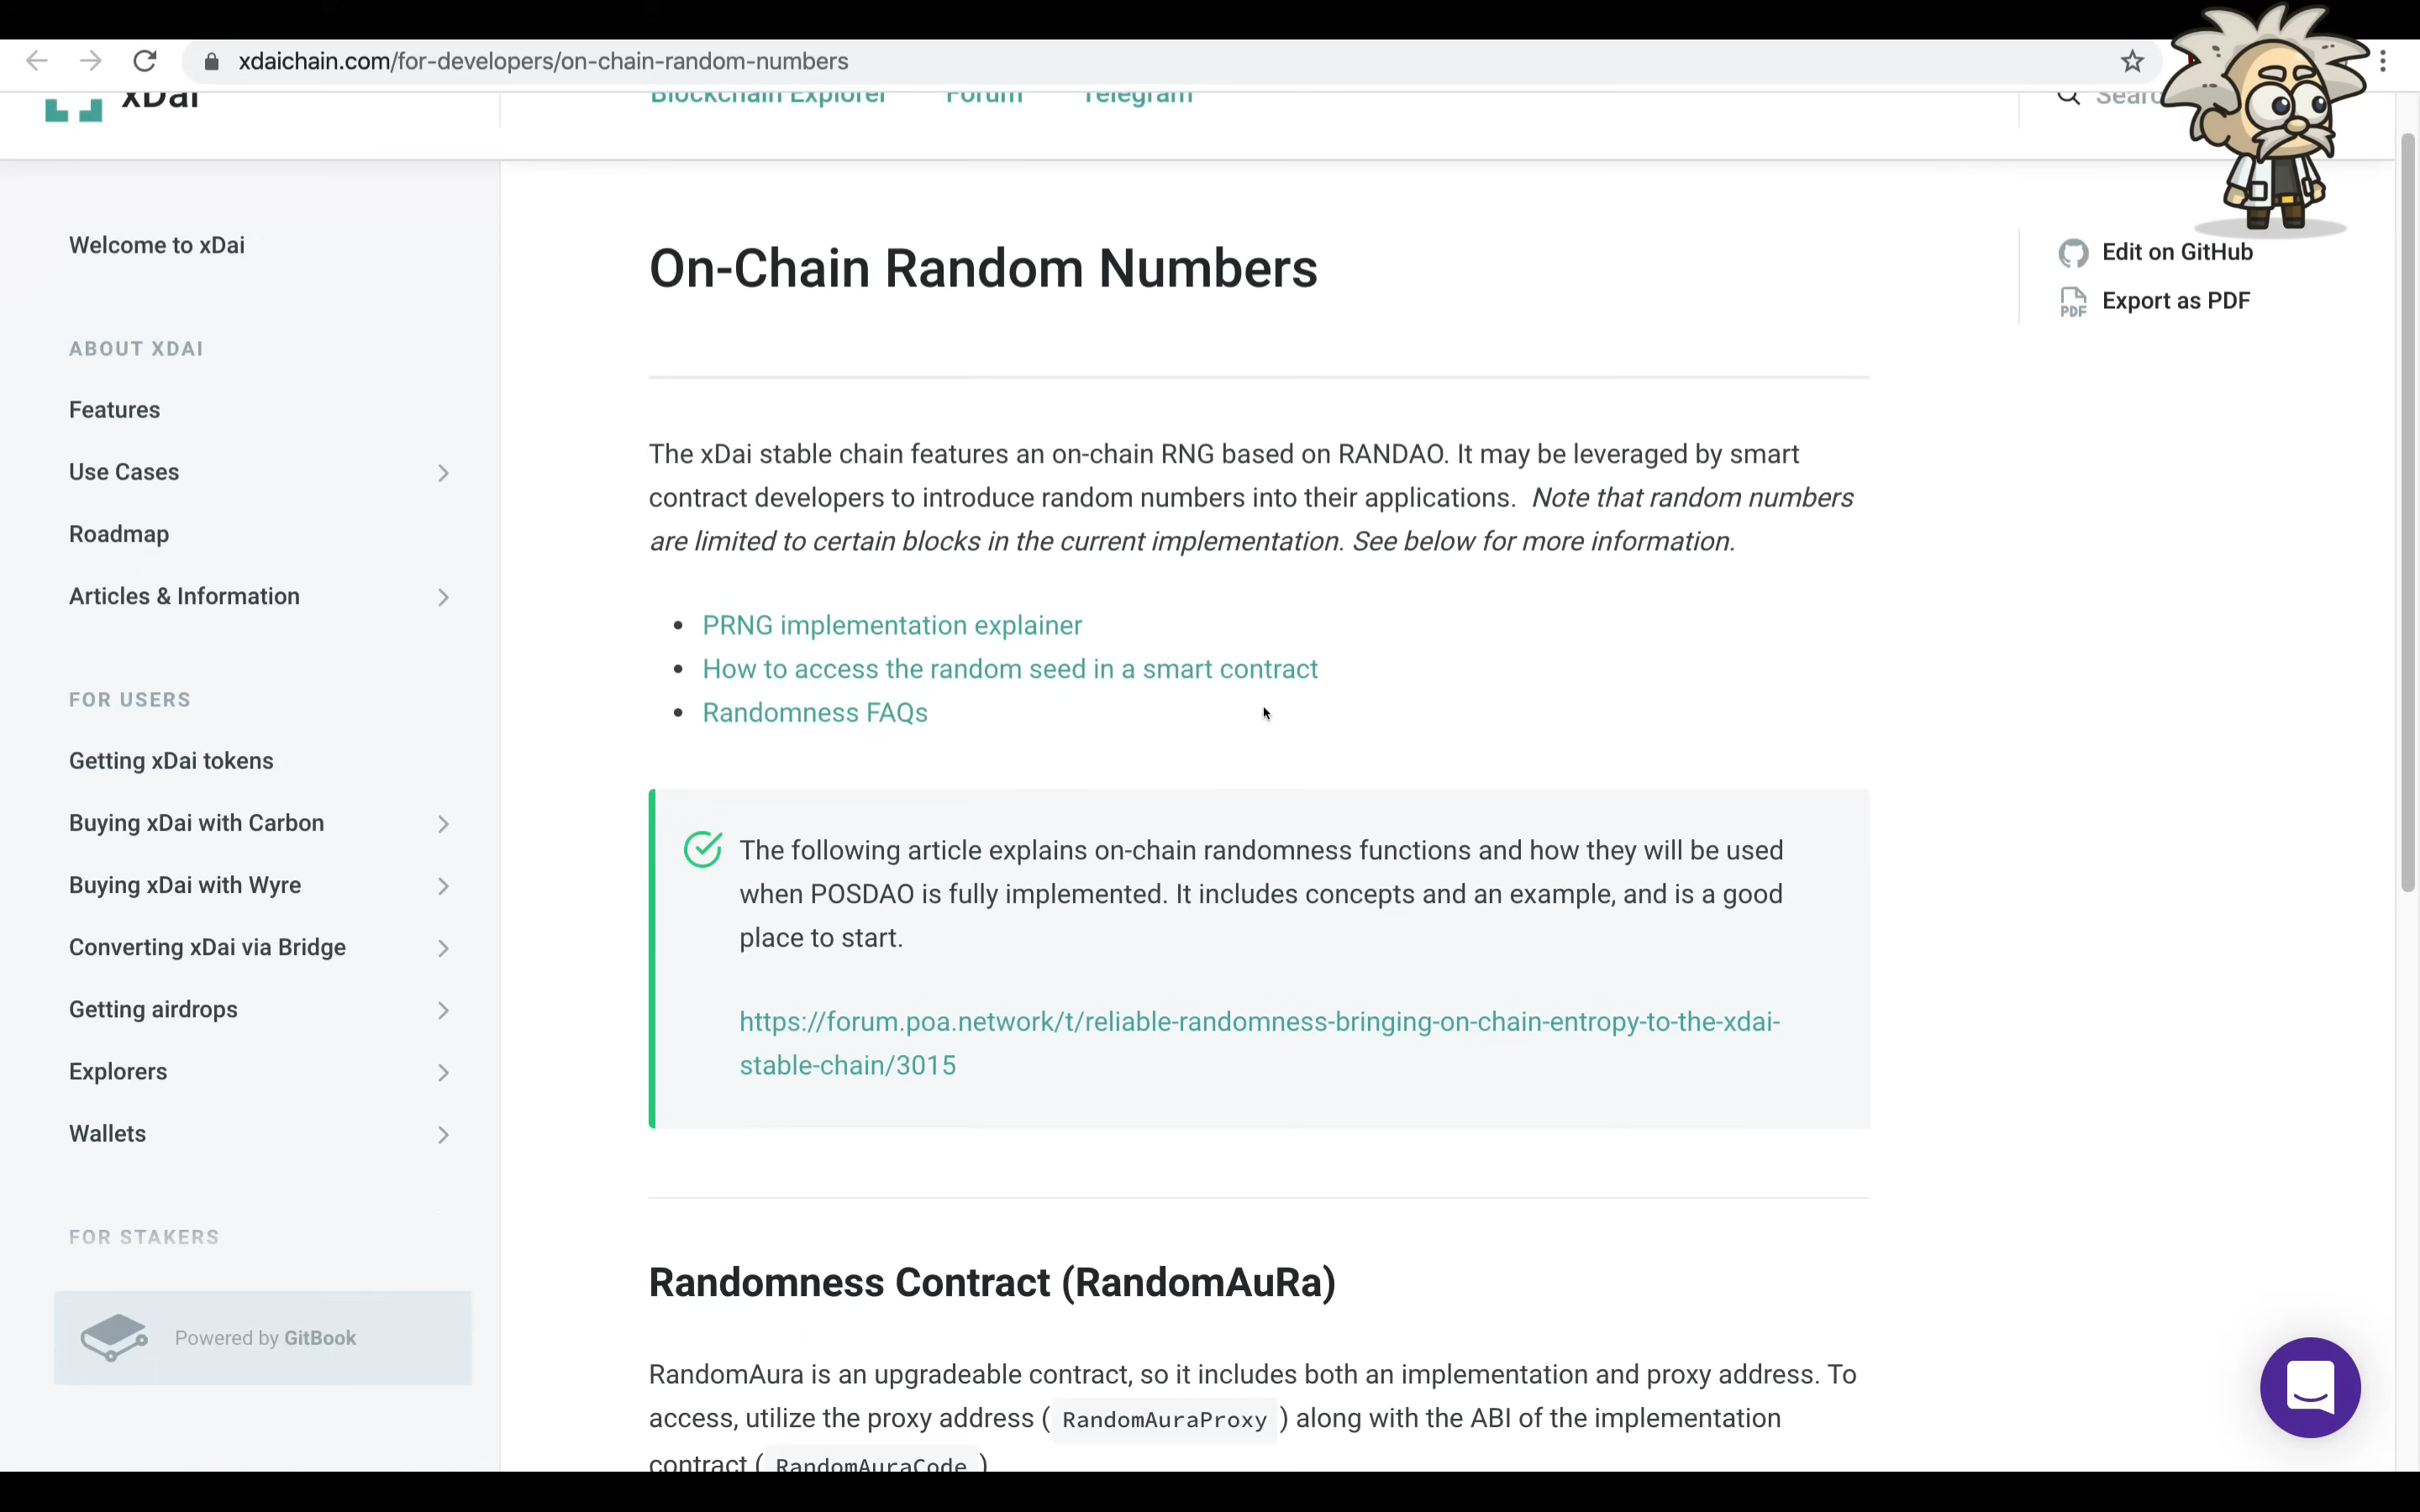 xdaichain.com/for-developers/on-chain-random-numbers
xDai
Blockchain Explorer
Forum
Telegram
Welcome to xDai
ABOUT XDAI
Features
Use Cases
Roadmap
Articles & Information
FOR USERS
Getting xDai tokens
Buying xDai with Carbon
Buying xDai with Wyre
Converting xDai via Bridge
Getting airdrops
Explorers
Wallets
FOR STAKERS
Powered by GitBook
On-Chain Random Numbers
The xDai stable chain features an on-chain RNG based on RANDAO. It may be leveraged by smart
contract developers to introduce random numbers into their applications. Note that random numbers
are limited to certain blocks in the current implementation. See below for more information.
• PRNG implementation explainer
• How to access the random seed in a smart contract
• Randomness FAQs
The following article explains on-chain randomness functions and how they will be used
when POSDAO is fully implemented. It includes concepts and an example, and is a good
place to start.
https://forum.poa.network/t/reliable-randomness-bringing-on-chain-entropy-to-the-xdai-
stable-chain/3015
Randomness Contract (RandomAuRa)
RandomAura is an upgradeable contract, so it includes both an implementation and proxy address. To
access, utilize the proxy address ( RandomAuraProxy ) along with the ABI of the implementation
contract ( RandomAuraCode )
Edit on GitHub
PDF
Export as PDF